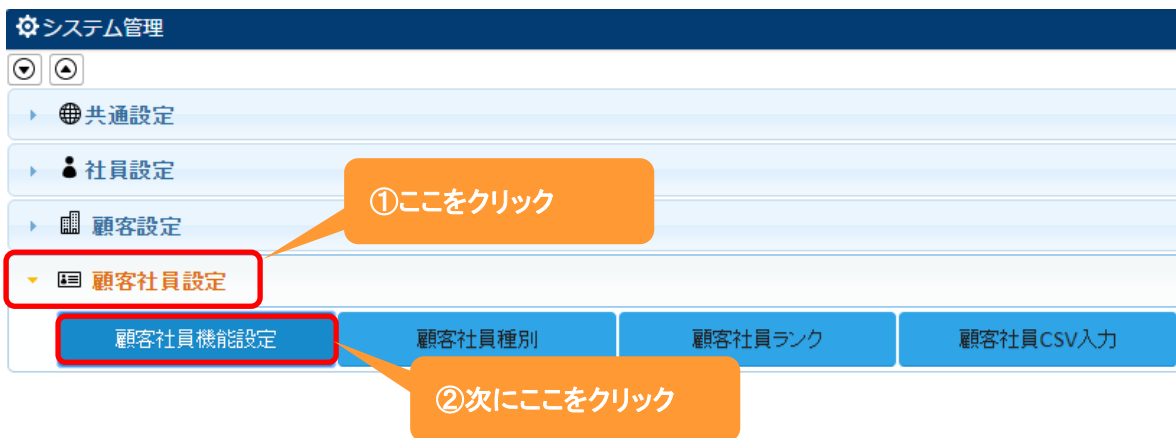 システム管理
共通設定
社員設定
①ここをクリック
顧客設定
顧客社員設定
顧客社員機能設定 顧客社員種別 顧客社員ランク 顧客社員CSV入力
②次にここをクリック